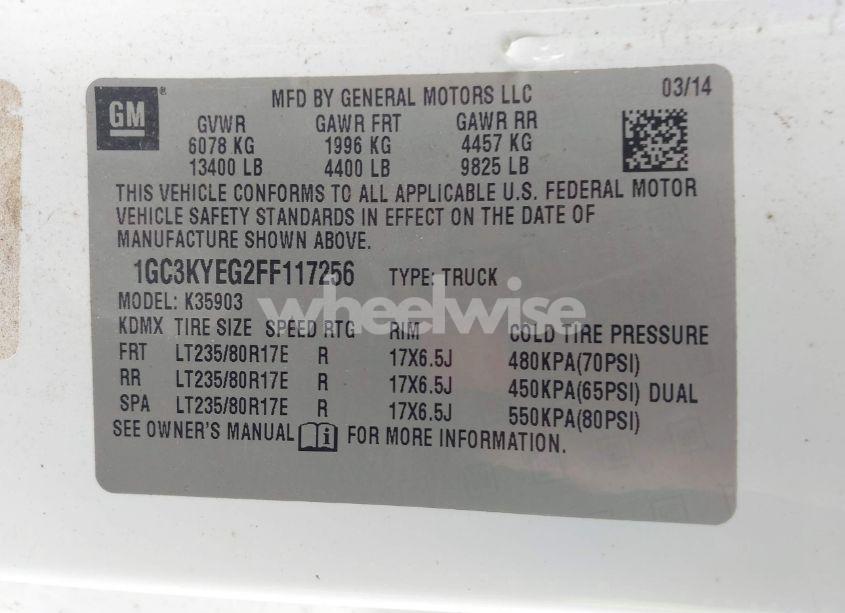 GM ® MFD BY GENERAL MOTORS LLC 03/14
GVWR GAWR FRT GAWR RR
6078 KG 1996 KG 4457 KG
13400 LB 4400 LB 9825 LB
THIS VEHICLE CONFORMS TO ALL APPLICABLE U.S. FEDERAL MOTOR
VEHICLE SAFETY STANDARDS IN EFFECT ON THE DATE OF
MANUFACTURE SHOWN ABOVE.
1GC3KYEG2FF117256 TYPE: TRUCK
wheelwise
MODEL: K35903
KDMX TIRE SIZE SPEED RTG RIM COLD TIRE PRESSURE
FRT LT235/80R17E R 17X6.5J 480KPA(70PSI)
RR LT235/80R17E R 17X6.5J 450KPA(65PSI) DUAL
SPA LT235/80R17E R 17X6.5J 550KPA(80PSI)
SEE OWNER'S MANUAL i FOR MORE INFORMATION.